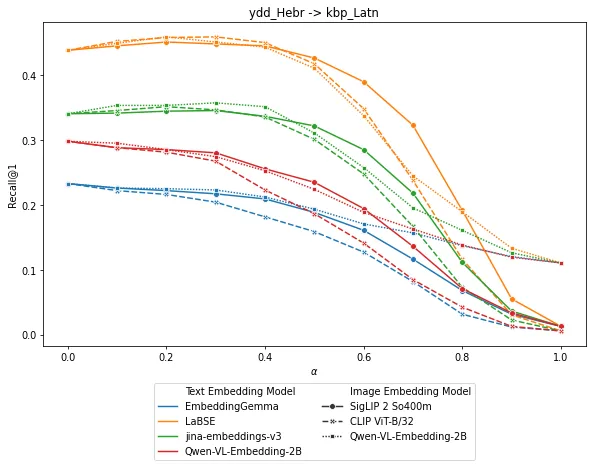 ydd_Hebr -> kbp_Latn
Recall@1
0.4
0.3
0.2
0.1
0.0
0.0 0.2 0.4 0.6 0.8 1.0
α
Text Embedding Model Image Embedding Model
EmbeddingGemma SigLIP 2 So400m
LaBSE CLIP ViT-B/32
jina-embeddings-v3 Qwen-VL-Embedding-2B
Qwen-VL-Embedding-2B